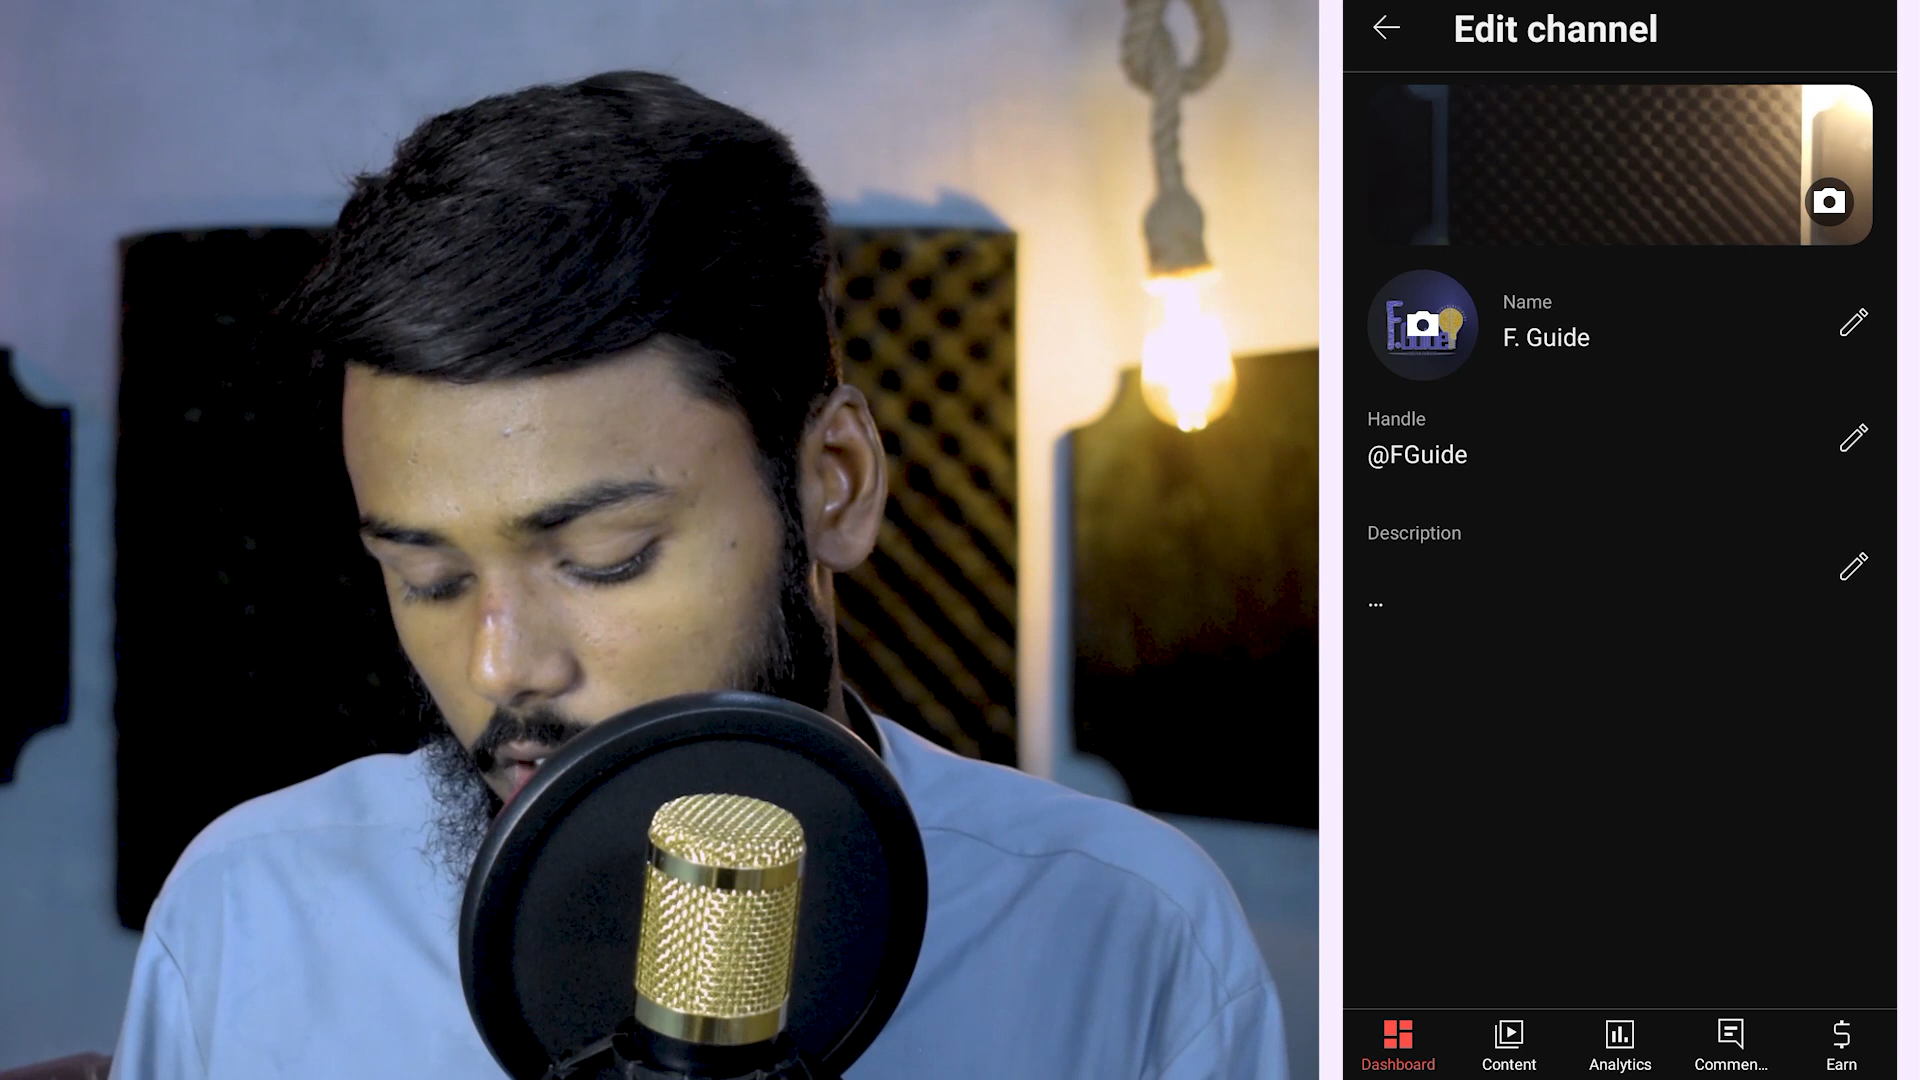 Edit channel
Name
F. Guide
Handle
@FGuide
Description
...
Dashboard
Content
Analytics
Commen...
Earn